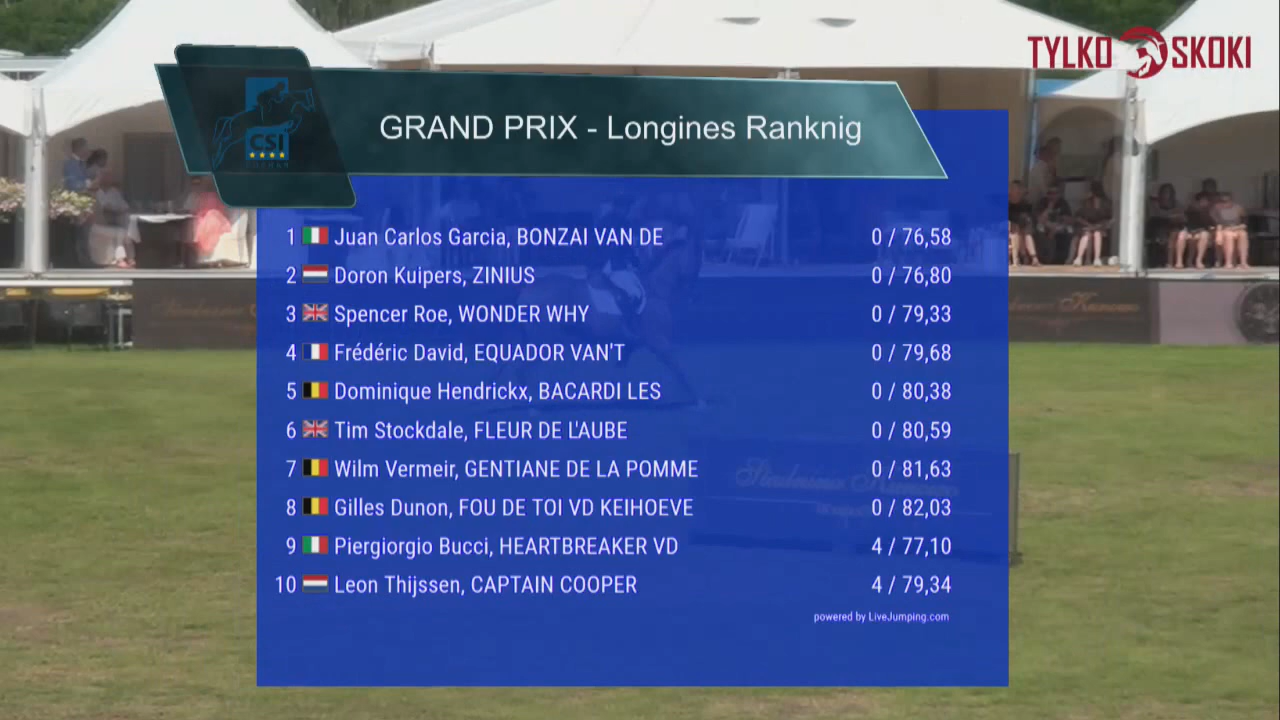 TYLKO SKOKI
CSI
GRAND PRIX - Longines Ranknig
1 Juan Carlos Garcia, BONZAI VAN DE 0 / 76,58
2 Doron Kuipers, ZINIUS 0 / 76,80
3 Spencer Roe, WONDER WHY 0 / 79,33
4 Frédéric David, EQUADOR VAN'T 0 / 79,68
5 Dominique Hendrickx, BACARDI LES 0 / 80,38
6 Tim Stockdale, FLEUR DE L'AUBE 0 / 80,59
7 Wilm Vermeir, GENTIANE DE LA POMME 0 / 81,63
8 Gilles Dunon, FOU DE TOI VD KEIHOEVE 0 / 82,03
9 Piergiorgio Bucci, HEARTBREAKER VD 4 / 77,10
10 Leon Thijssen, CAPTAIN COOPER 4 / 79,34
powered by LiveJumping.com